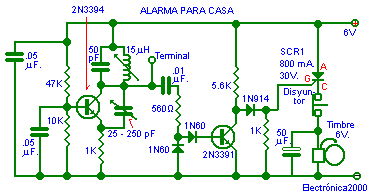 2N3394
ALARMA PARA CASA
6V
.05
µF.
50
pF
15µH
Terminal
SCR1
800 mA.
30V.
A
G
C
.01
µF.
47K
5.6K
Disyun-
tor
10K
560Ω
1N914
Timbre
6V.
25 - 250 pF
1N60
50
µF.
.05
µF.
1K
1N60
2N3391
1K
Electrónica2000